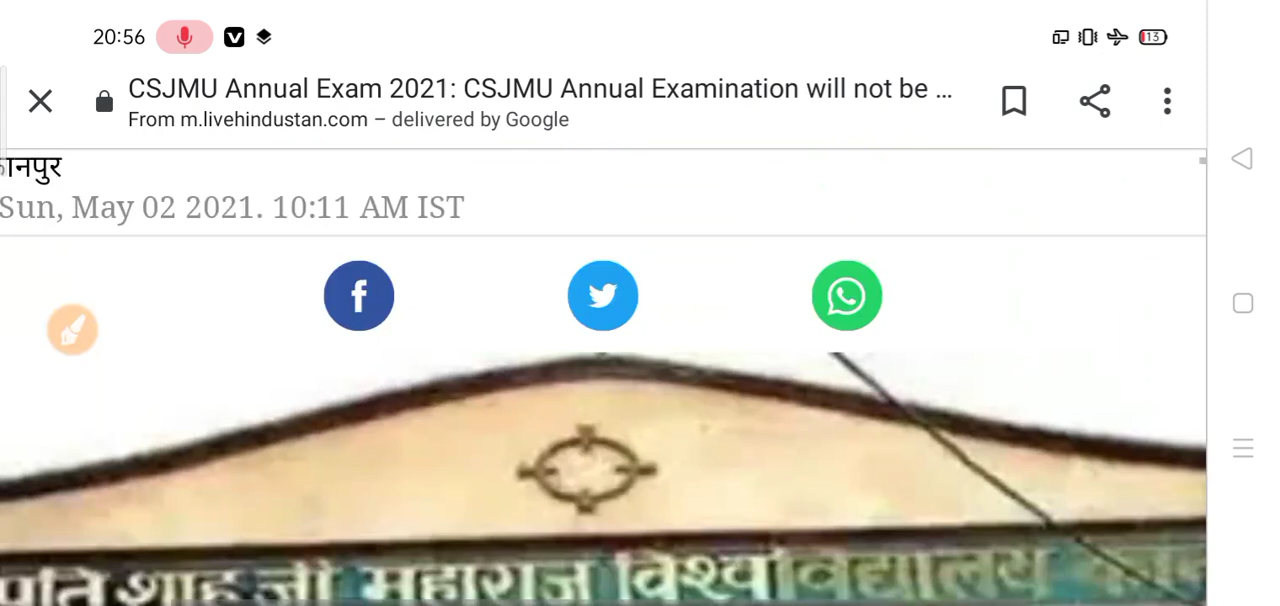 20:56
13
CSJMU Annual Exam 2021: CSJMU Annual Examination will not be ...
From m.livehindustan.com – delivered by Google
कानपुर
Sun, May 02 2021. 10:11 AM IST
पति शाहू जी महाराज विश्वविद्यालय